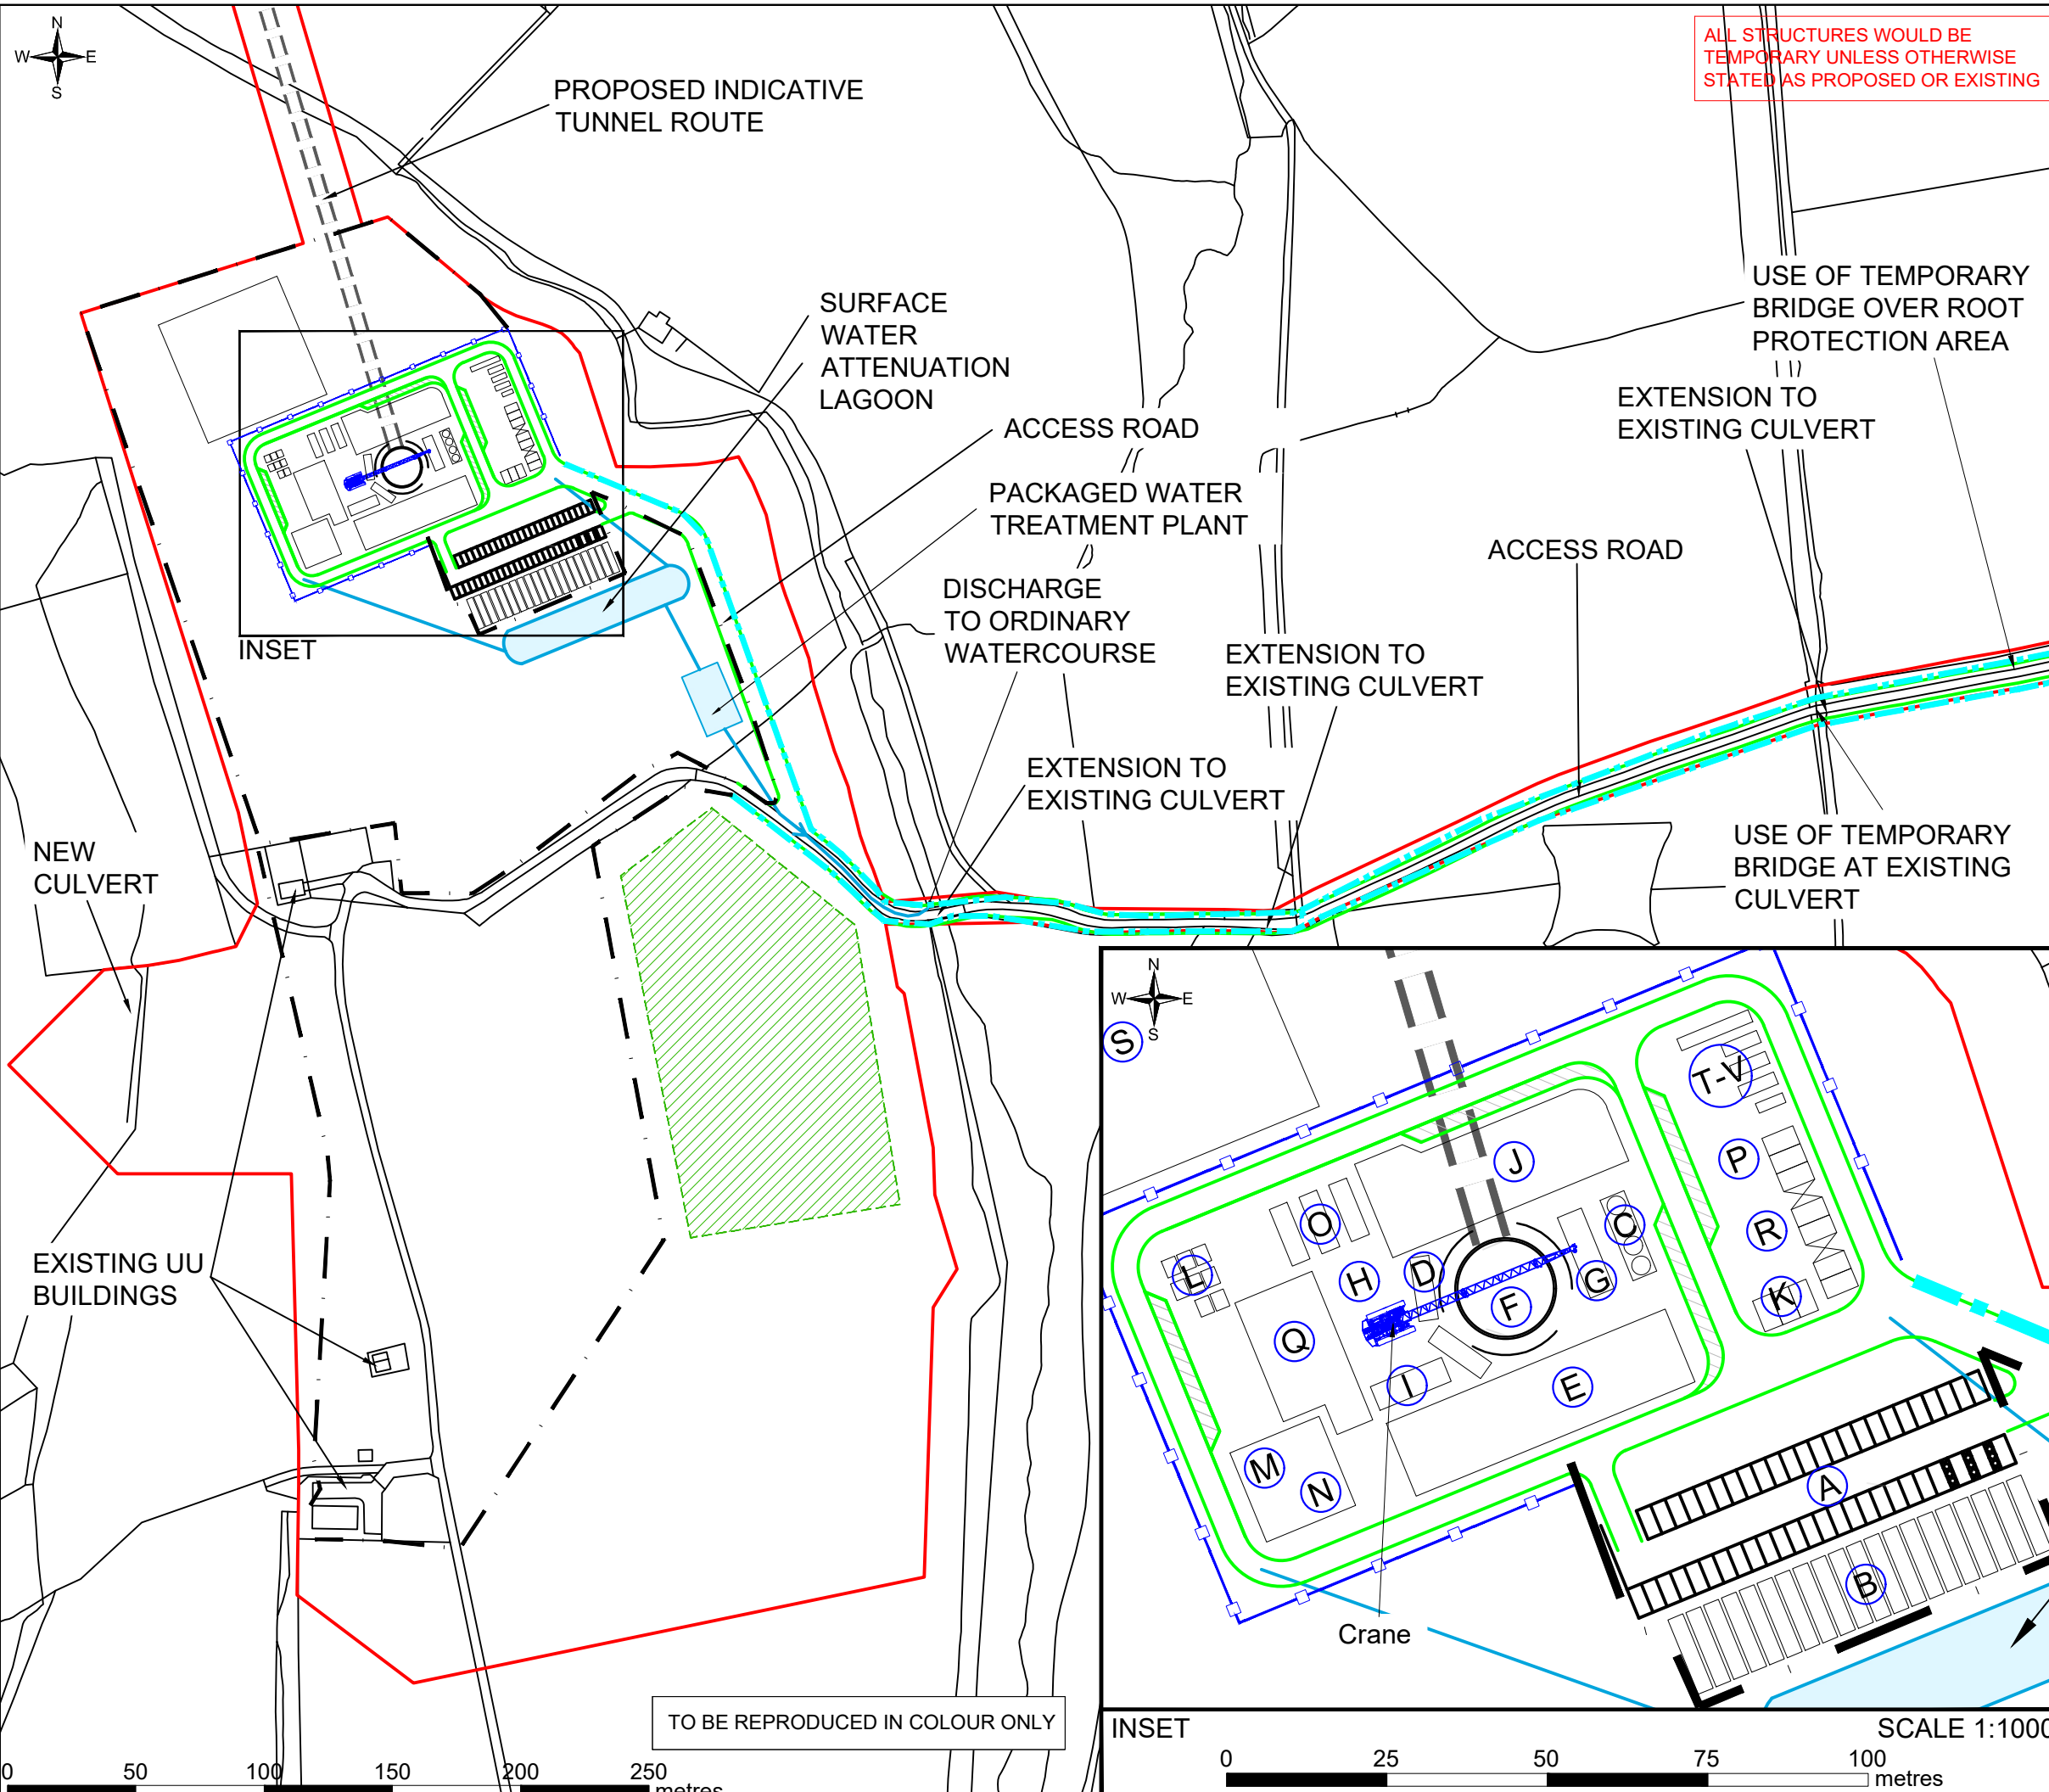 N
W E
S
ALL STRUCTURES WOULD BE
TEMPORARY UNLESS OTHERWISE
STATED AS PROPOSED OR EXISTING
PROPOSED INDICATIVE
TUNNEL ROUTE
SURFACE
WATER
ATTENUATION
LAGOON
USE OF TEMPORARY
BRIDGE OVER ROOT
PROTECTION AREA
EXTENSION TO
EXISTING CULVERT
ACCESS ROAD
PACKAGED WATER
TREATMENT PLANT
ACCESS ROAD
DISCHARGE
TO ORDINARY
WATERCOURSE
INSET
EXTENSION TO
EXISTING CULVERT
EXTENSION TO
EXISTING CULVERT
USE OF TEMPORARY
BRIDGE AT EXISTING
CULVERT
NEW
CULVERT
EXISTING UU
BUILDINGS
N
W E
S
S
T-V
J
P
O
C
R
L
H
D
G
K
F
Q
I
E
M
N
A
B
Crane
TO BE REPRODUCED IN COLOUR ONLY
INSET
SCALE 1:1000
0 25 50 75 100
metres
0 50 100 150 200 250
metres